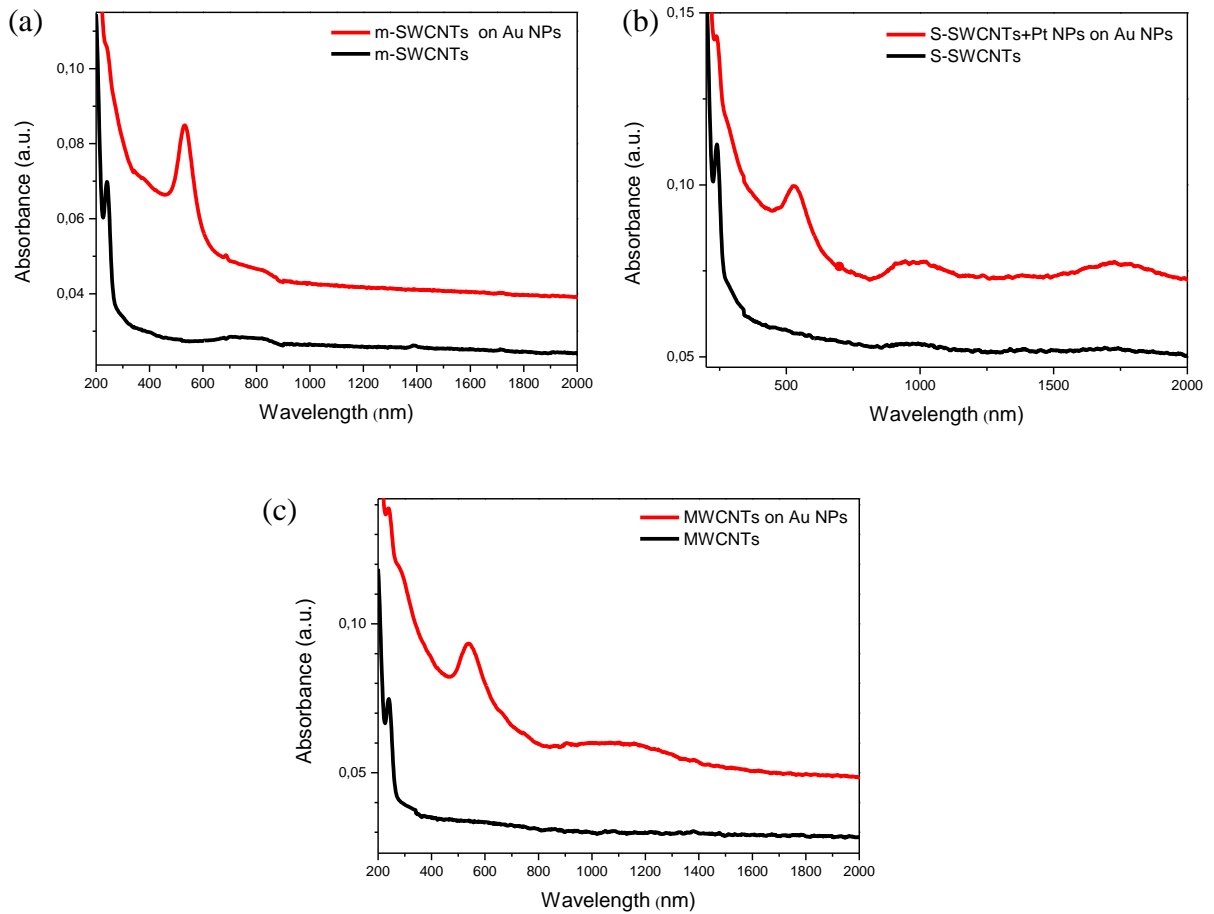 (a)
m-SWCNTs on Au NPs
m-SWCNTs
0,10
0,08
0,06
0,04
200 400 600 800 1000 1200 1400 1600 1800 2000
Absorbance (a.u.)
Wavelength (nm)
(b)
S-SWCNTs+Pt NPs on Au NPs
S-SWCNTs
0,15
0,10
0,05
500 1000 1500 2000
Absorbance (a.u.)
Wavelength (nm)
(c)
MWCNTs on Au NPs
MWCNTs
0,10
0,05
200 400 600 800 1000 1200 1400 1600 1800 2000
Absorbance (a.u.)
Wavelength (nm)